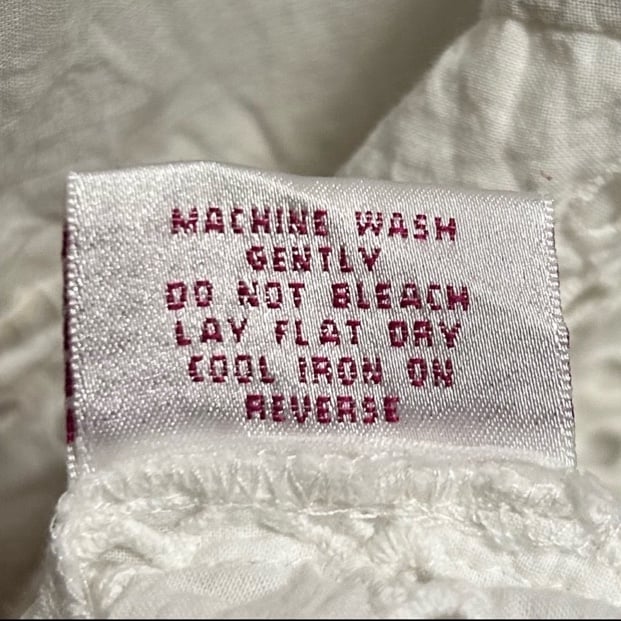 MACHINE WASH
GENTLY
DO NOT BLEACH
LAY FLAT DRY
COOL IRON ON
REVERSE